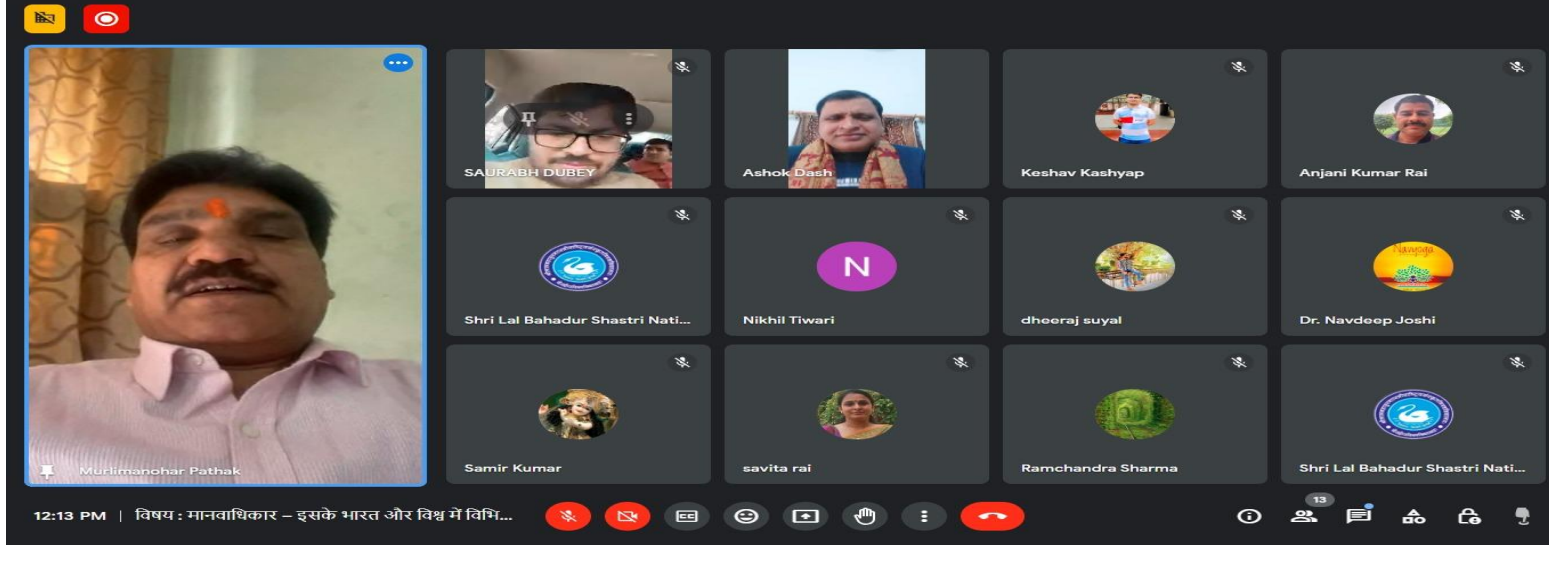 SAURABH DUBEY
Ashok Dash
Keshav Kashyap
Anjani Kumar Rai
Shri Lal Bahadur Shastri Nati...
N
Nikhil Tiwari
dheeraj suyal
Navyoga
Dr. Navdeep Joshi
Murlimanohar Pathak
Samir Kumar
savita rai
Ramchandra Sharma
Shri Lal Bahadur Shastri Nati...
12:13 PM | विषय : मानवाधिकार – इसके भारत और विश्व में विभि...
CC
13